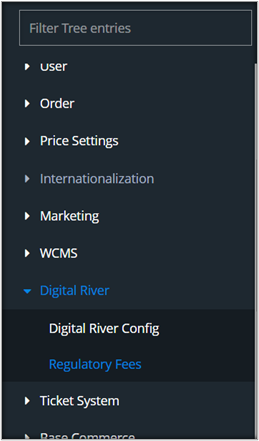 Filter Tree entries
User
Order
Price Settings
Internationalization
Marketing
WCMS
Digital River
Digital River Config
Regulatory Fees
Ticket System
Base Commerce